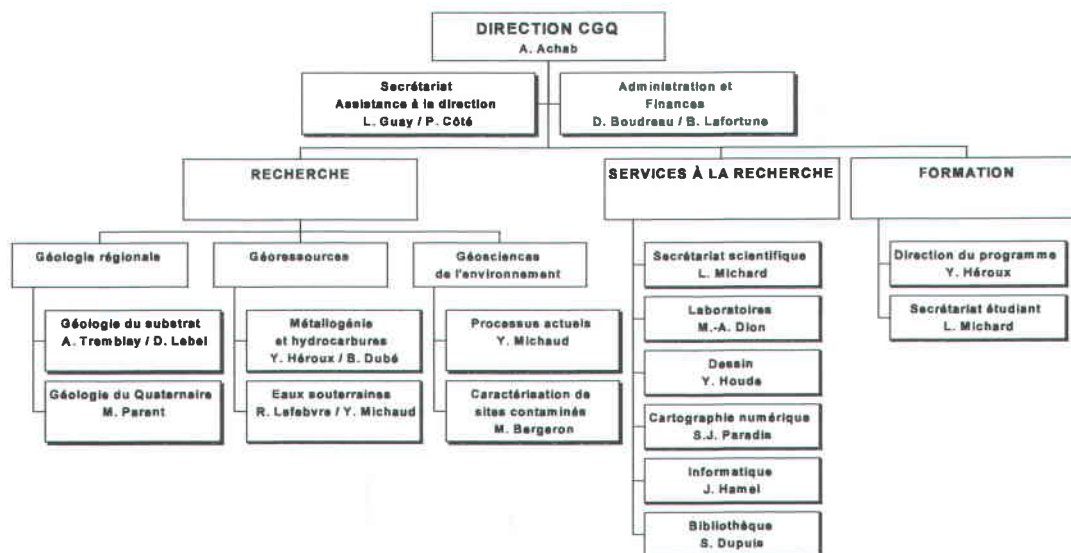 DIRECTION CGQ
A. Achab
Secrétariat
Assistance à la direction
L. Guay / P. Côté
Administration et
Finances
D. Boudreau / B. Lafortune
RECHERCHE
SERVICES À LA RECHERCHE
FORMATION
Géologie régionale
Géoressources
Géosciences
de l'environnement
Géologie du substrat
A. Tremblay / D. Lebel
Géologie du Quaternaire
M. Parent
Métallogénie
et hydrocarbures
Y. Héroux / B. Dubé
Eaux souterraines
R. Lefebvre / Y. Michaud
Processus actuels
Y. Michaud
Caractérisation de
sites contaminés
M. Bergeron
Secrétariat scientifique
L. Michard
Laboratoires
M.-A. Dion
Dessin
Y. Houde
Cartographie numérique
S.J. Paradis
Informatique
J. Hamel
Bibliothèque
S. Dupuis
Direction du programme
Y. Héroux
Secrétariat étudiant
L. Michard